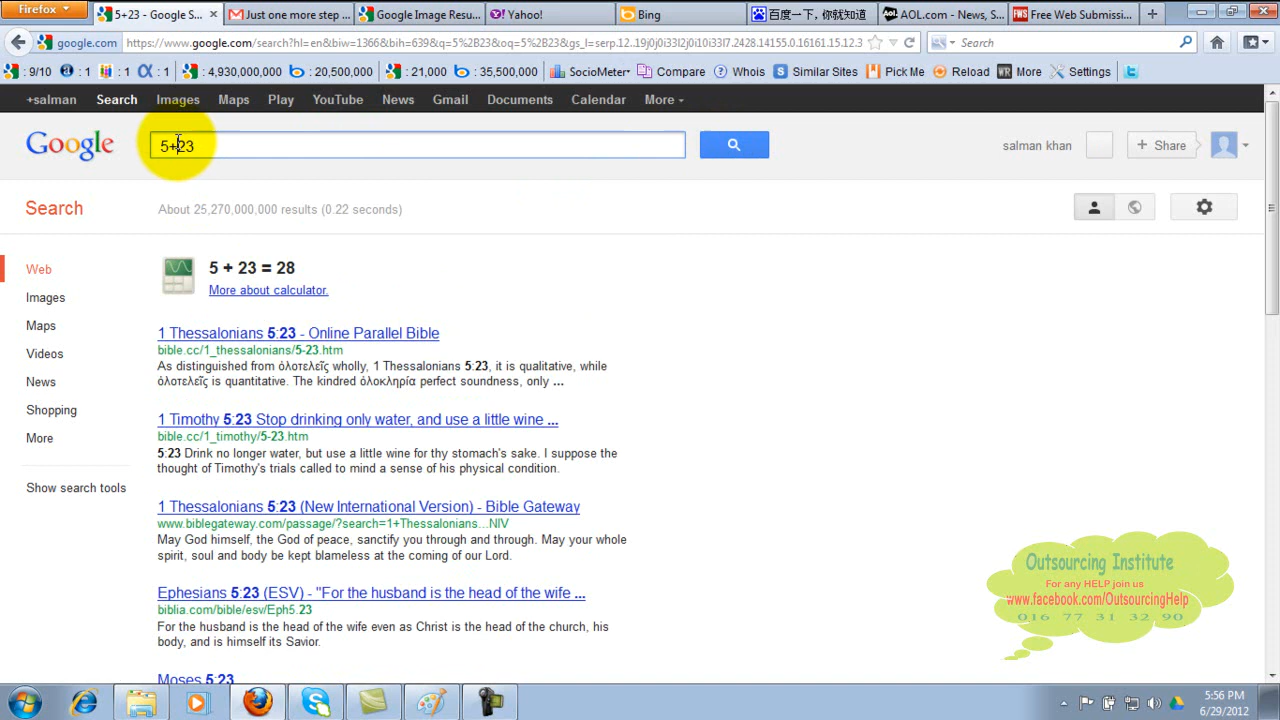 Firefox
5+23 - Google S...
Just one more step ...
Google Image Resu...
Yahoo!
Bing
百度一下，你就知道
AOL.com - News, S...
Free Web Submissi...
google.com
https://www.google.com/search?hl=en&biw=1366&bih=639&q=5%2B23&oq=5%2B23&gs_l=serp.12..19j0j0i33l2j0l10i33l7.2428.14155.0.16161.15.12.3
Search
: 9/10
: 1
: 1
: 1
: 4,930,000,000
: 20,500,000
: 21,000
: 35,500,000
SocioMeter
Compare
Whois
Similar Sites
Pick Me
Reload
More
Settings
+salman Search Images Maps Play YouTube News Gmail Documents Calendar More
Google
5+23
salman khan
+ Share
Search
About 25,270,000,000 results (0.22 seconds)
Web
Images
Maps
Videos
News
Shopping
More
Show search tools
5 + 23 = 28
More about calculator.
1 Thessalonians 5:23 - Online Parallel Bible
bible.cc/1_thessalonians/5-23.htm
As distinguished from ὁλοτελεῖς wholly, 1 Thessalonians 5:23, it is qualitative, while
ὁλοτελεῖς is quantitative. The kindred ὁλοκληρία perfect soundness, only ...
1 Timothy 5:23 Stop drinking only water, and use a little wine ...
bible.cc/1_timothy/5-23.htm
5:23 Drink no longer water, but use a little wine for thy stomach's sake. I suppose the
thought of Timothy's trials called to mind a sense of his physical condition.
1 Thessalonians 5:23 (New International Version) - Bible Gateway
www.biblegateway.com/passage/?search=1+Thessalonians...NIV
May God himself, the God of peace, sanctify you through and through. May your whole
spirit, soul and body be kept blameless at the coming of our Lord.
Ephesians 5:23 (ESV) - "For the husband is the head of the wife ...
biblia.com/bible/esv/Eph5.23
For the husband is the head of the wife even as Christ is the head of the church, his
body, and is himself its Savior.
Moses 5:23
Outsourcing Institute
For any HELP join us
www.facebook.com/OutsourcingHelp
016 77 31 32 90
5:56 PM
6/29/2012